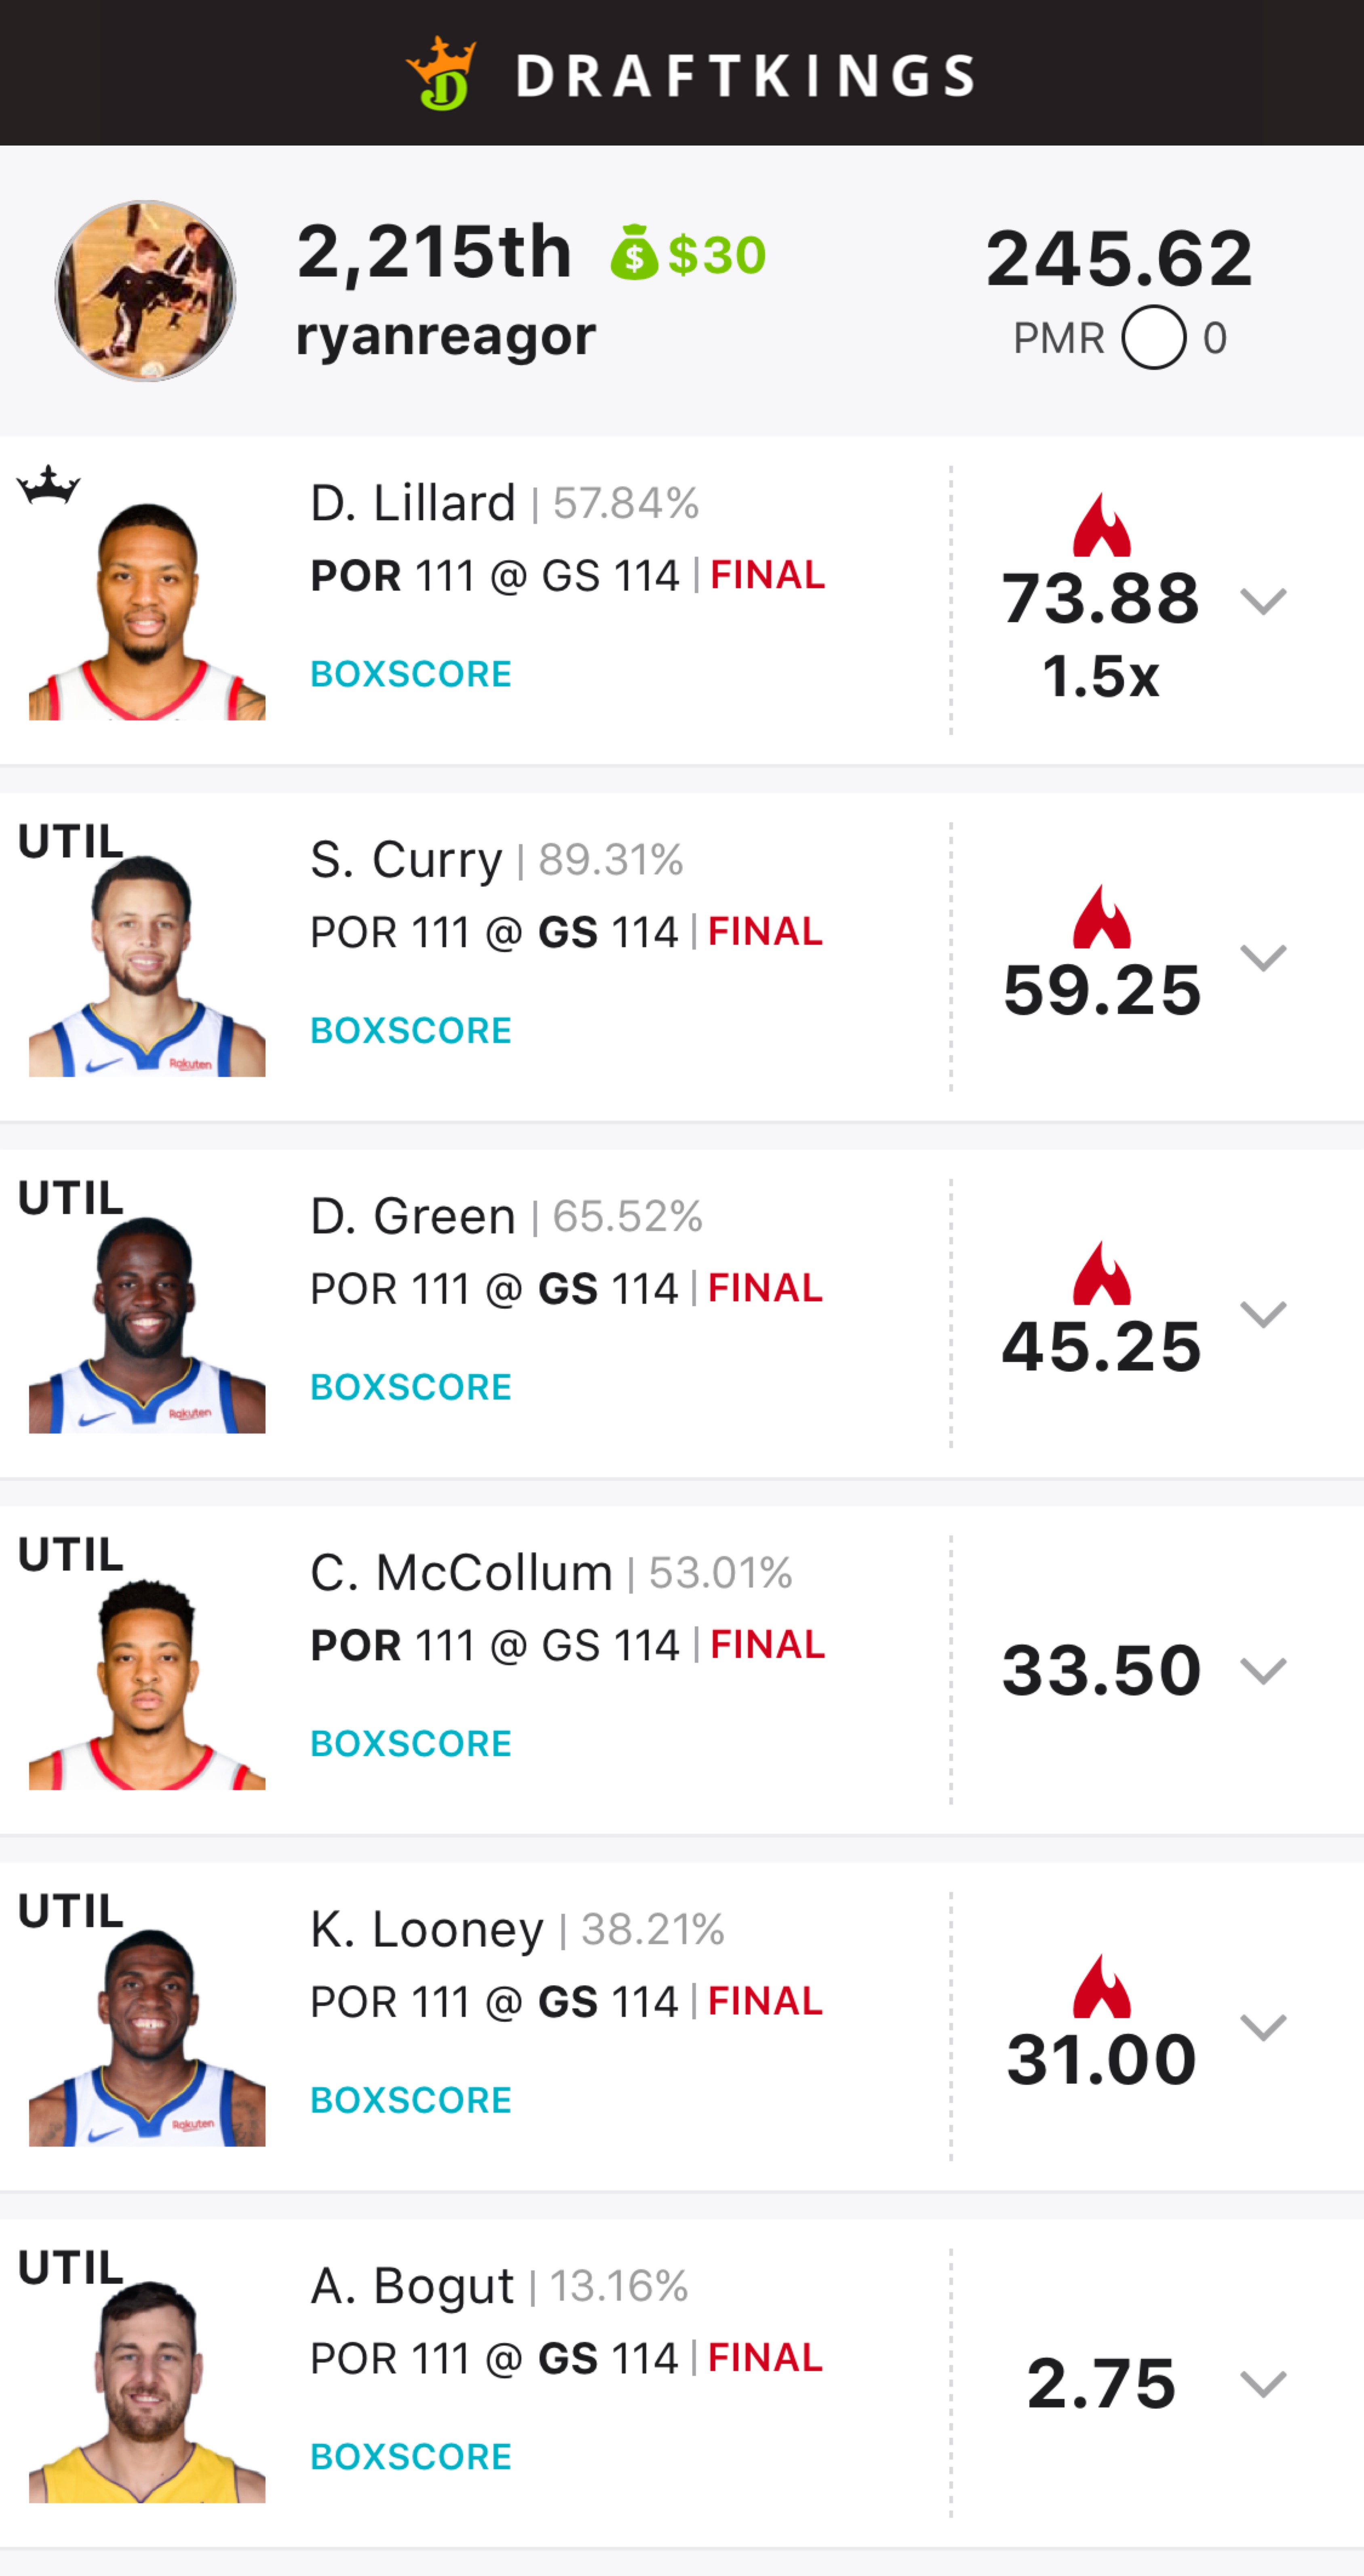 DRAFTKINGS
2,215th $30
ryanreagor
245.62
PMR 0
D. Lillard | 57.84%
POR 111 @ GS 114 | FINAL
BOXSCORE
73.88
1.5x
UTIL
S. Curry | 89.31%
POR 111 @ GS 114 | FINAL
BOXSCORE
59.25
Rakuten
UTIL
D. Green | 65.52%
POR 111 @ GS 114 | FINAL
BOXSCORE
45.25
Rakuten
UTIL
C. McCollum | 53.01%
POR 111 @ GS 114 | FINAL
BOXSCORE
33.50
UTIL
K. Looney | 38.21%
POR 111 @ GS 114 | FINAL
BOXSCORE
31.00
Rakuten
UTIL
A. Bogut | 13.16%
POR 111 @ GS 114 | FINAL
BOXSCORE
2.75